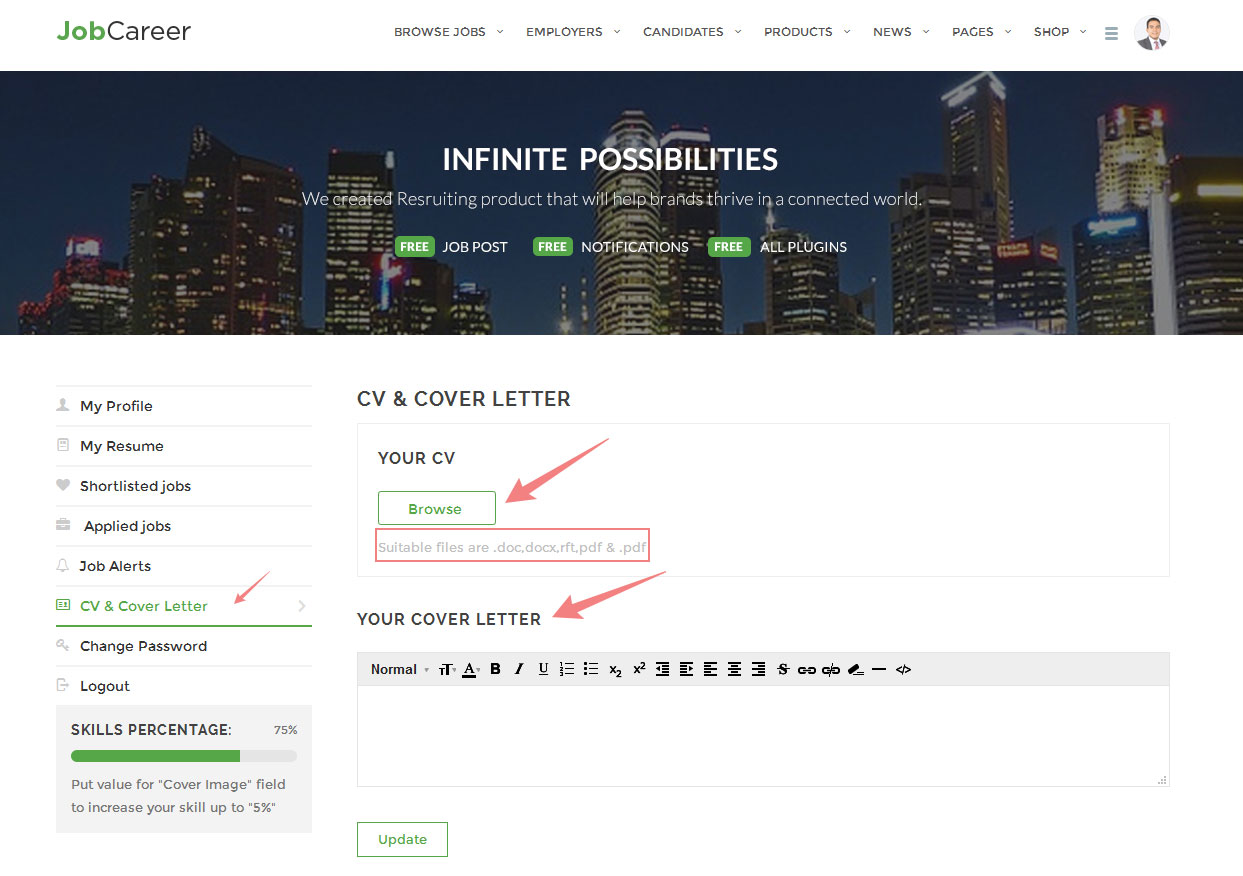 JobCareer
BROWSE JOBS EMPLOYERS CANDIDATES PRODUCTS NEWS PAGES SHOP
INFINITE POSSIBILITIES
We created Resruiting product that will help brands thrive in a connected world.
FREE JOB POST FREE NOTIFICATIONS FREE ALL PLUGINS
My Profile
My Resume
Shortlisted jobs
Applied jobs
Job Alerts
CV & Cover Letter
Change Password
Logout
SKILLS PERCENTAGE: 75%
Put value for "Cover Image" field
to increase your skill up to "5%"
CV & COVER LETTER
YOUR CV
Browse
Suitable files are .doc,docx,rft,pdf & .pdf
YOUR COVER LETTER
Normal
Update